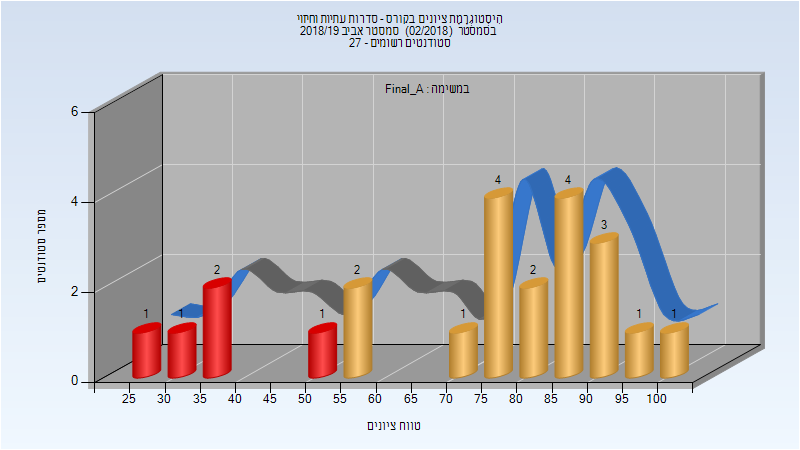 היסטוגרמת ציונים בקורס - סדרות עתיות וחיזוי
בסמסטר (02/2018) סמסטר אביב 2018/19
סטודנטים רשומים - 27
במשימה : Final_A
מספר סטודנטים
6
4
2
0
1
1
2
1
2
1
4
2
4
3
1
1
25 30 35 40 45 50 55 60 65 70 75 80 85 90 95 100
טווח ציונים